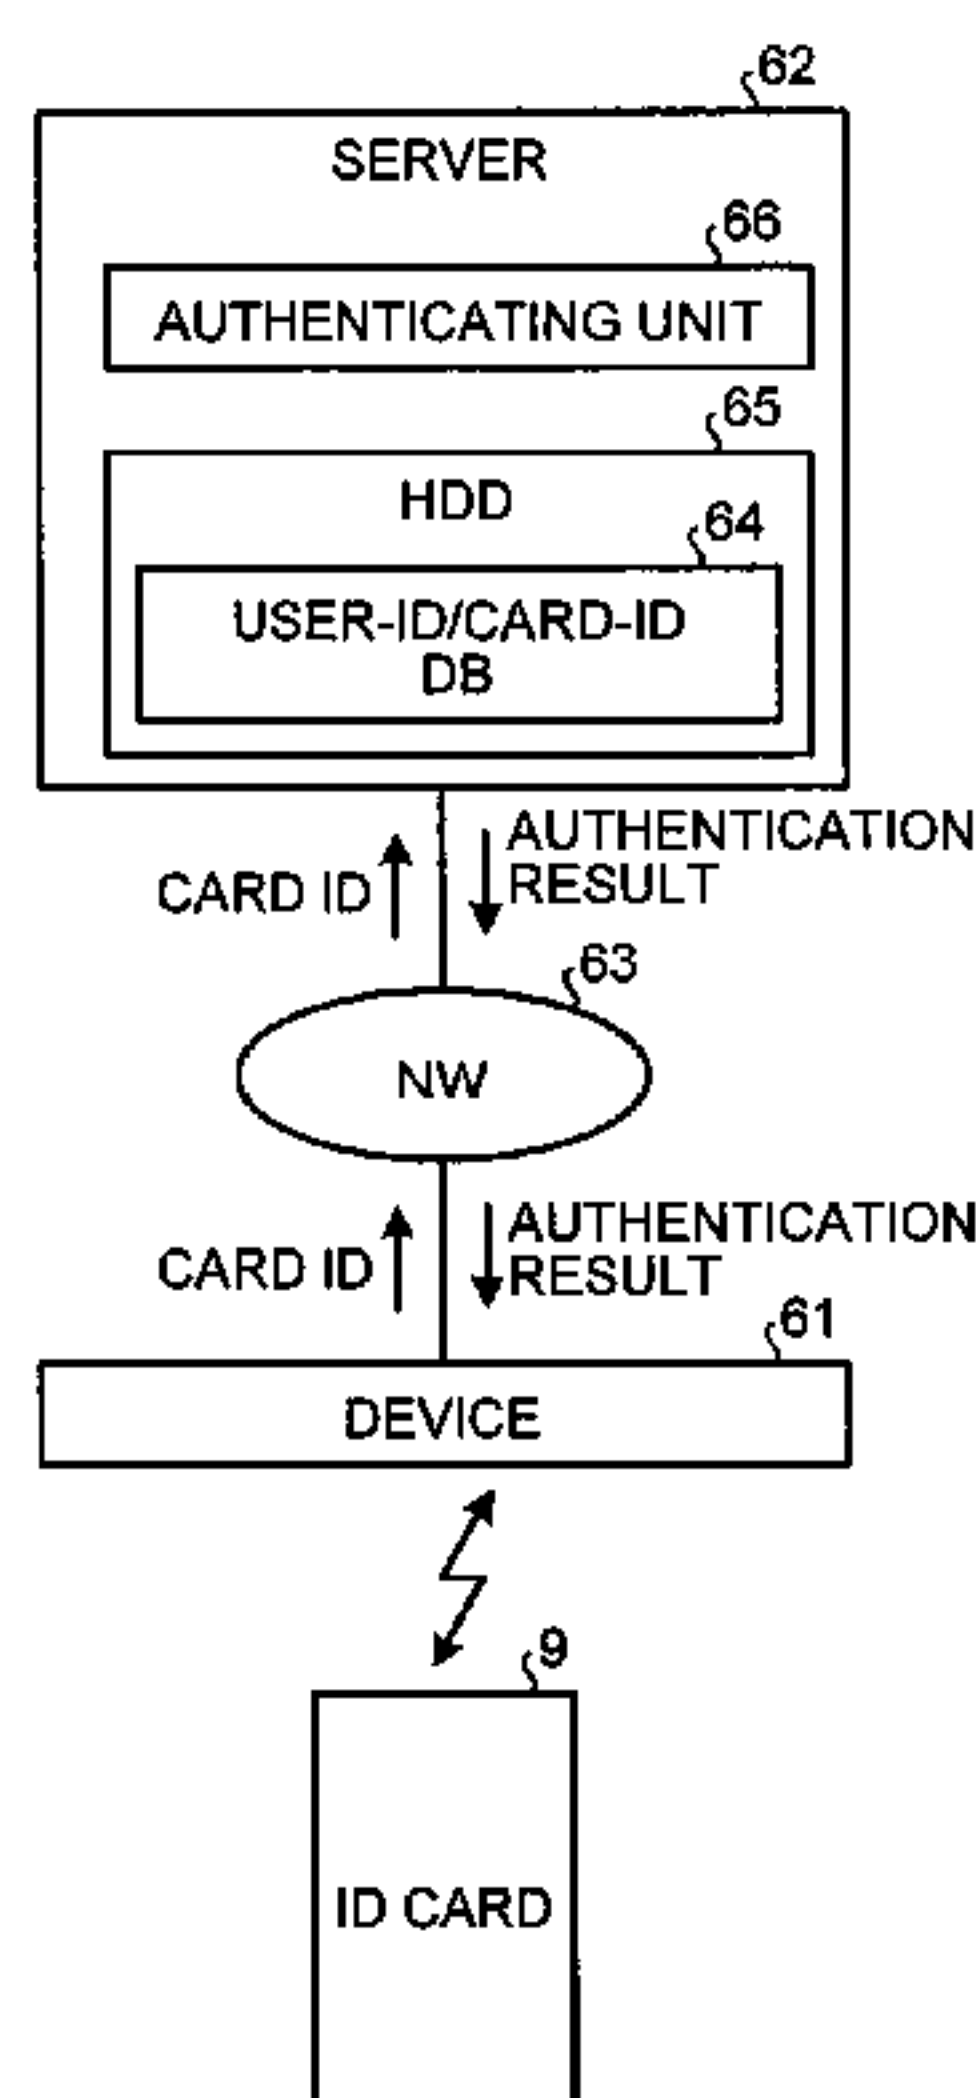 62
SERVER
66
AUTHENTICATING UNIT
65
HDD
64
USER-ID/CARD-ID
DB
CARD ID
AUTHENTICATION
RESULT
63
NW
CARD ID
AUTHENTICATION
RESULT
61
DEVICE
9
ID CARD